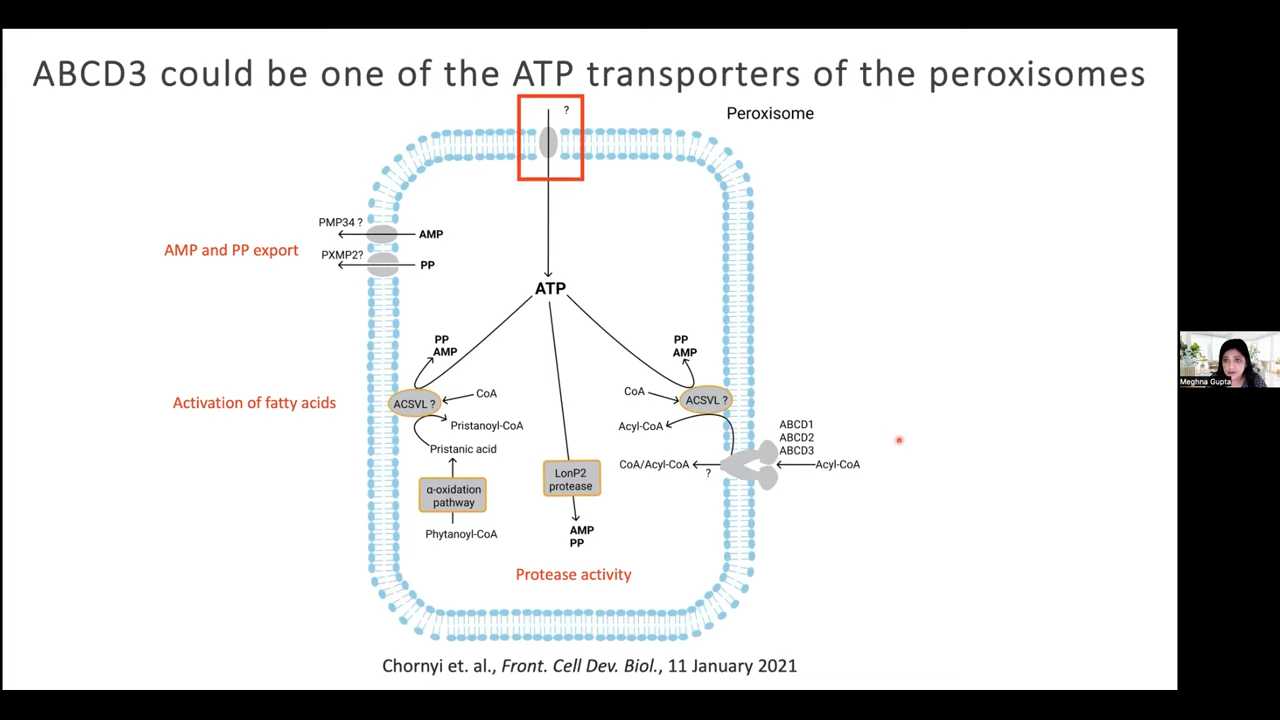 ABCD3 could be one of the ATP transporters of the peroxisomes
?
Peroxisome
PMP34 ?
AMP
AMP and PP export
PXMP2?
PP
ATP
PP
AMP
PP
AMP
CoA
CoA
Activation of fatty acids
ACSVL ?
ACSVL ?
Pristanoyl-CoA
Acyl-CoA
ABCD1
ABCD2
ABCD3
Pristanic acid
CoA/Acyl-CoA
Acyl-CoA
?
LonP2
protease
α-oxidation
pathway
Phytanoyl-CoA
AMP
PP
Protease activity
Chornyi et. al., Front. Cell Dev. Biol., 11 January 2021
Meghna Gupta